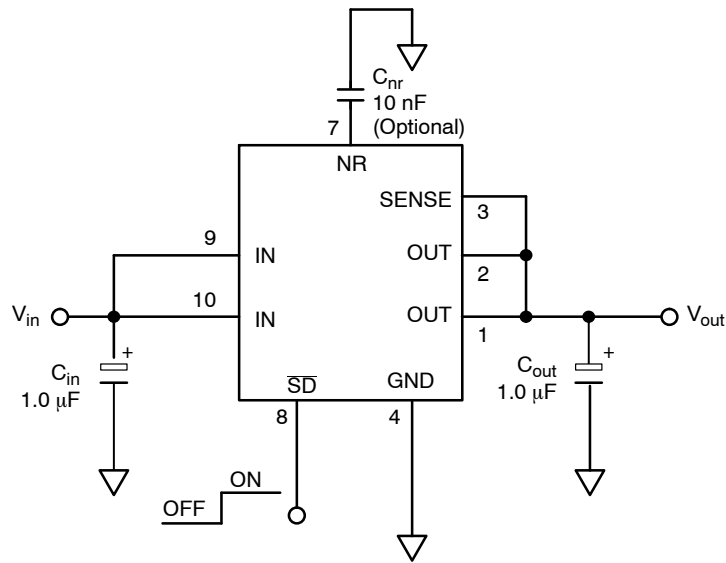 Cnr
10 nF
(Optional)
7
NR
SENSE
3
9
IN
OUT
2
Vin
10
IN
OUT
1
Vout
+
Cin
1.0 μF
+
Cout
1.0 μF
SD
GND
8
4
ON
OFF